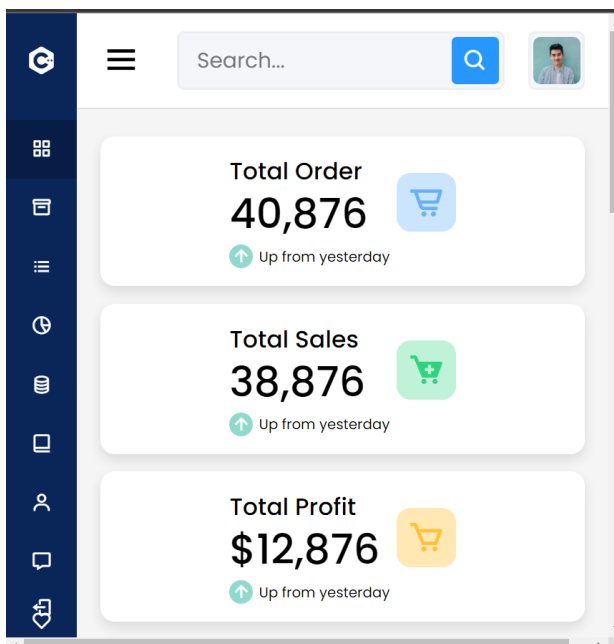 Search...
Total Order
40,876
Up from yesterday
Total Sales
38,876
Up from yesterday
Total Profit
$12,876
Up from yesterday